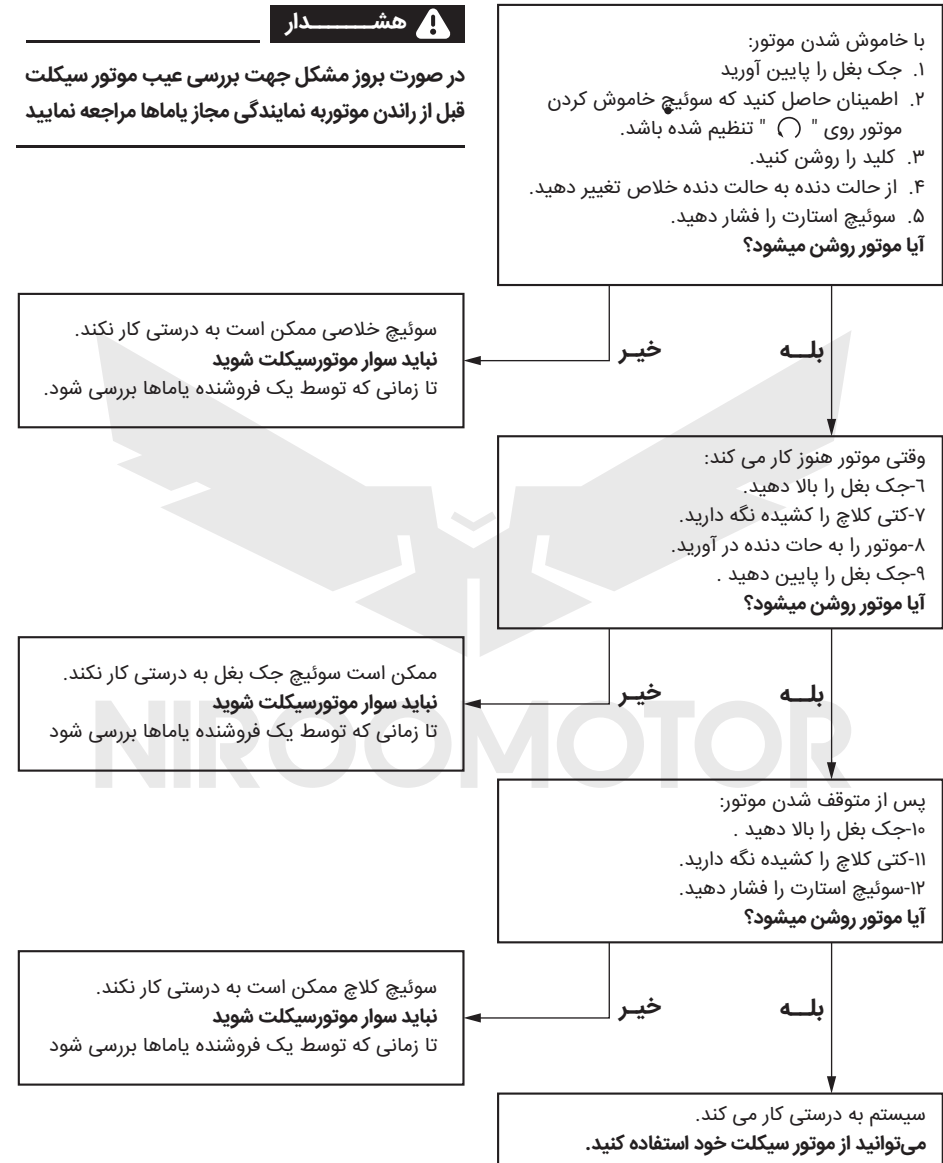 هشـــــــــدار
در صورت بروز مشکل جهت بررسی عیب موتور سیکلت
قبل از راندن موتوربه نمایندگی مجاز یاماها مراجعه نمایید
با خاموش شدن موتور:
۱. جک بغل را پایین آورید
۲. اطمینان حاصل کنید که سوئیچ خاموش کردن
موتور روی " " تنظیم شده باشد.
۳. کلید را روشن کنید.
۴. از حالت دنده به حالت دنده خلاص تغییر دهید.
۵. سوئیچ استارت را فشار دهید.
آیا موتور روشن میشود؟
بلــه
خیـر
سوئیچ خلاصی ممکن است به درستی کار نکند.
نباید سوار موتورسیکلت شوید
تا زمانی که توسط یک فروشنده یاماها بررسی شود.
وقتی موتور هنوز کار می کند:
٦-جک بغل را بالا دهید.
۷-کتی کلاچ را کشیده نگه دارید.
۸-موتور را به حات دنده در آورید.
۹-جک بغل را پایین دهید .
آیا موتور روشن میشود؟
بلــه
خیـر
ممکن است سوئیچ جک بغل به درستی کار نکند.
نباید سوار موتورسیکلت شوید
تا زمانی که توسط یک فروشنده یاماها بررسی شود
NIROOMOTOR
پس از متوقف شدن موتور:
۱۰-جک بغل را بالا دهید .
۱۱-کتی کلاچ را کشیده نگه دارید.
۱۲-سوئیچ استارت را فشار دهید.
آیا موتور روشن میشود؟
بلــه
خیـر
سوئیچ کلاچ ممکن است به درستی کار نکند.
نباید سوار موتورسیکلت شوید
تا زمانی که توسط یک فروشنده یاماها بررسی شود
سیستم به درستی کار می کند.
می‌توانید از موتور سیکلت خود استفاده کنید.